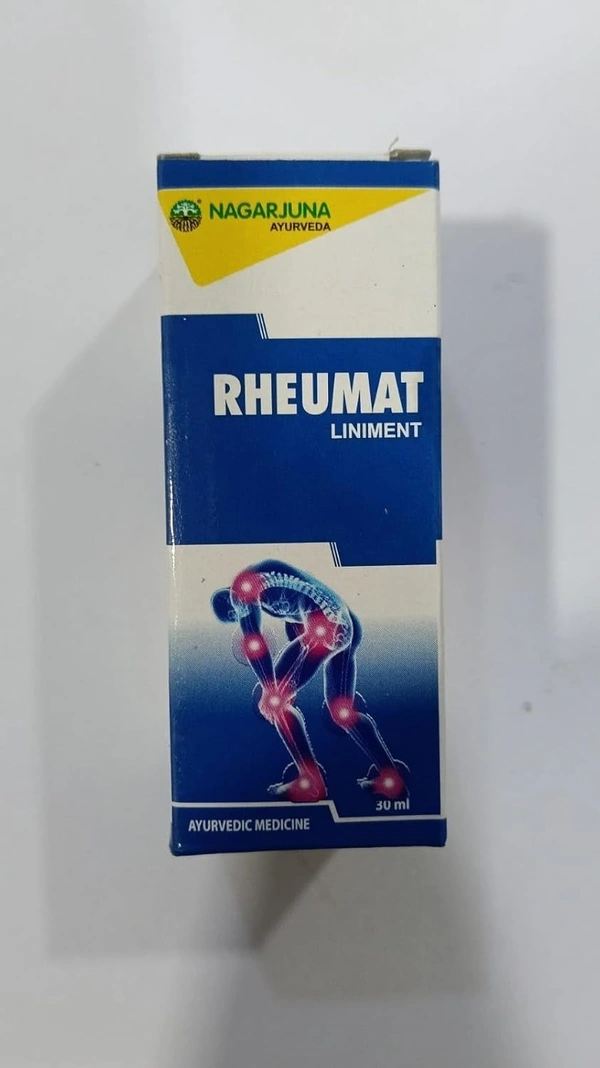 NAGARJUNA
AYURVEDA
RHEUMAT
LINIMENT
30 ml
AYURVEDIC MEDICINE